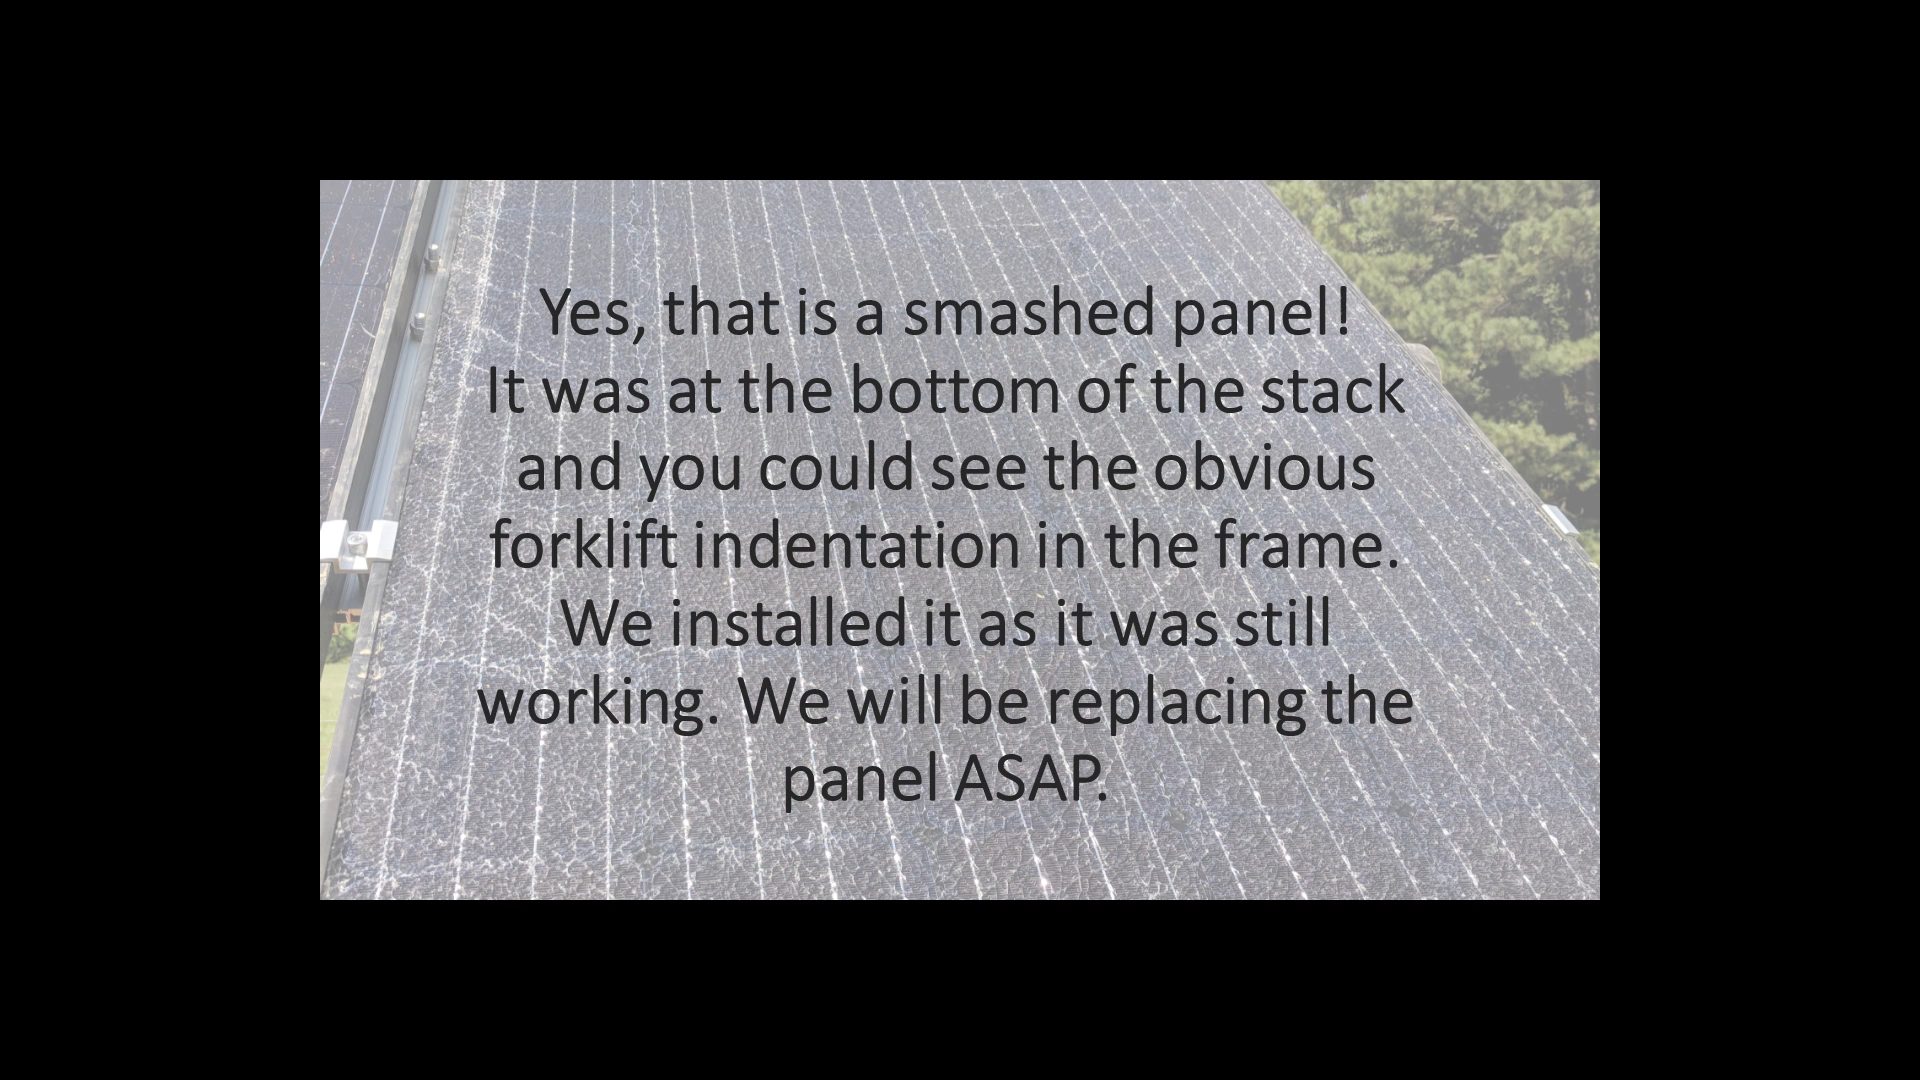 Yes, that is a smashed panel!
It was at the bottom of the stack
and you could see the obvious
forklift indentation in the frame.
We installed it as it was still
working. We will be replacing the
panel ASAP.